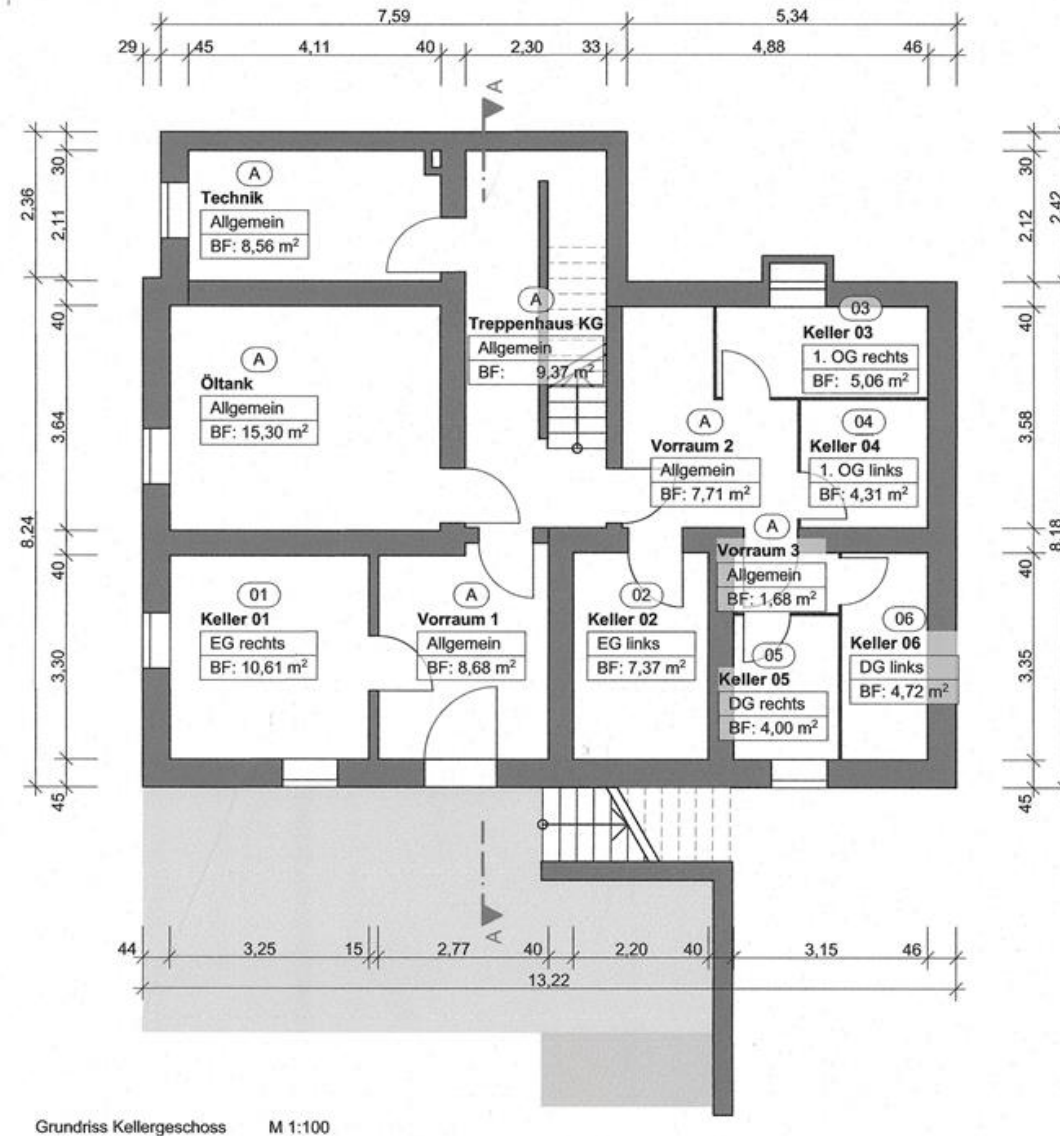 7,59
5,34
29
45
4,11
40
2,30
33
4,88
46
A
30
2,36
2,11
30
2,12
2,42
A
Technik
Allgemein
BF: 8,56 m²
A
Treppenhaus KG
Allgemein
BF: 9,37 m²
03
Keller 03
1. OG rechts
BF: 5,06 m²
40
40
A
Öltank
Allgemein
BF: 15,30 m²
3,64
A
Vorraum 2
Allgemein
BF: 7,71 m²
04
Keller 04
1. OG links
BF: 4,31 m²
3,58
8,24
8,18
A
Vorraum 3
Allgemein
BF: 1,68 m²
40
40
01
Keller 01
EG rechts
BF: 10,61 m²
A
Vorraum 1
Allgemein
BF: 8,68 m²
02
Keller 02
EG links
BF: 7,37 m²
05
Keller 05
DG rechts
BF: 4,00 m²
06
Keller 06
DG links
BF: 4,72 m²
3,30
3,35
45
45
A
44
3,25
15
2,77
40
2,20
40
3,15
46
13,22
Grundriss Kellergeschoss M 1:100